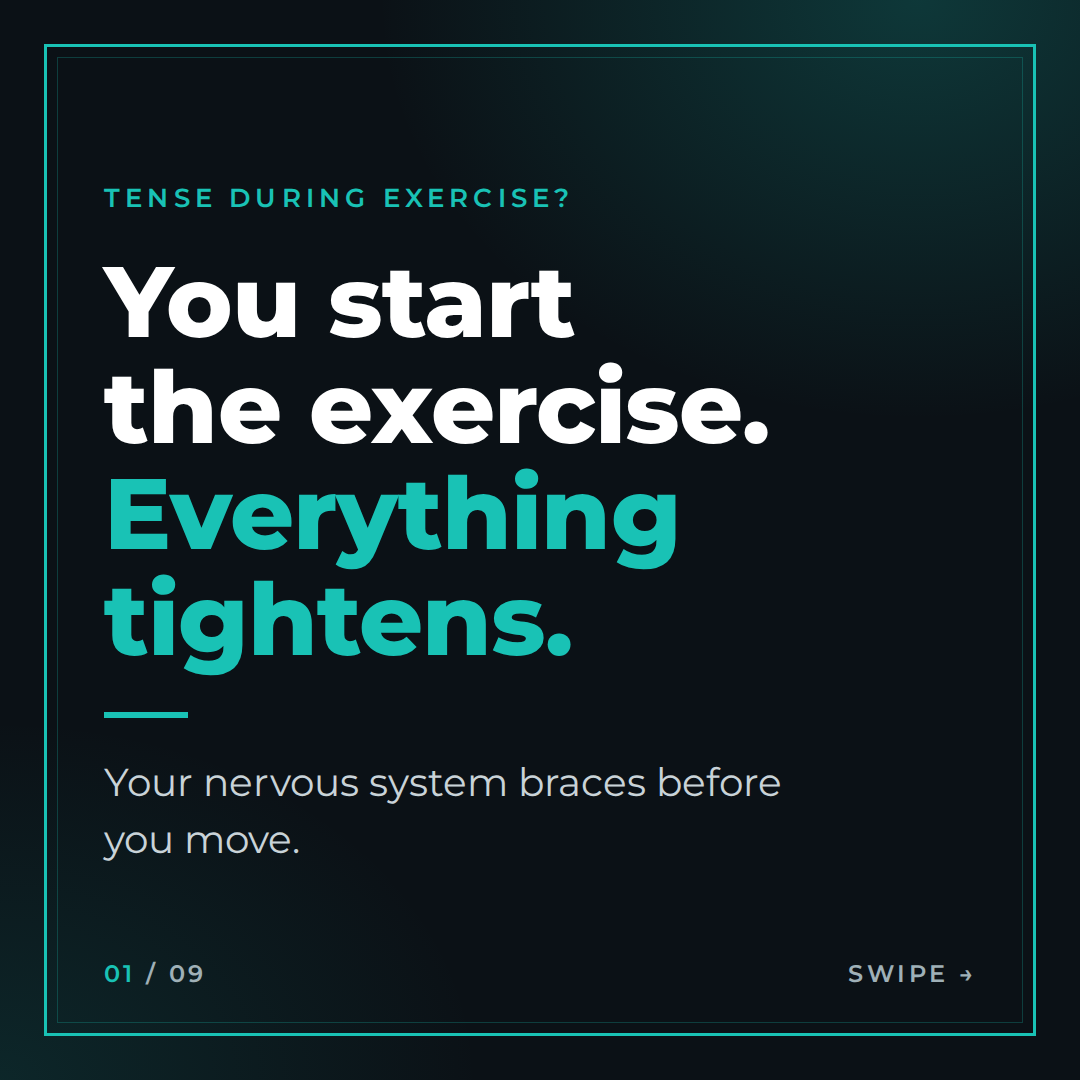 TENSE DURING EXERCISE?
You start
the exercise.
Everything
tightens.
Your nervous system braces before
you move.
01 / 09
SWIPE →